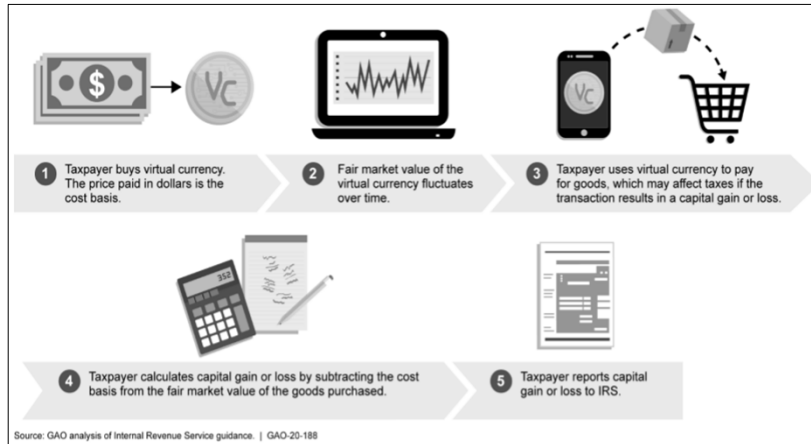 $
VC
VC
1
Taxpayer buys virtual currency.
The price paid in dollars is the
cost basis.
2
Fair market value of the
virtual currency fluctuates
over time.
3
Taxpayer uses virtual currency to pay
for goods, which may affect taxes if the
transaction results in a capital gain or loss.
352
4
Taxpayer calculates capital gain or loss by subtracting the cost
basis from the fair market value of the goods purchased.
5
Taxpayer reports capital
gain or loss to IRS.
Source: GAO analysis of Internal Revenue Service guidance. | GAO-20-188